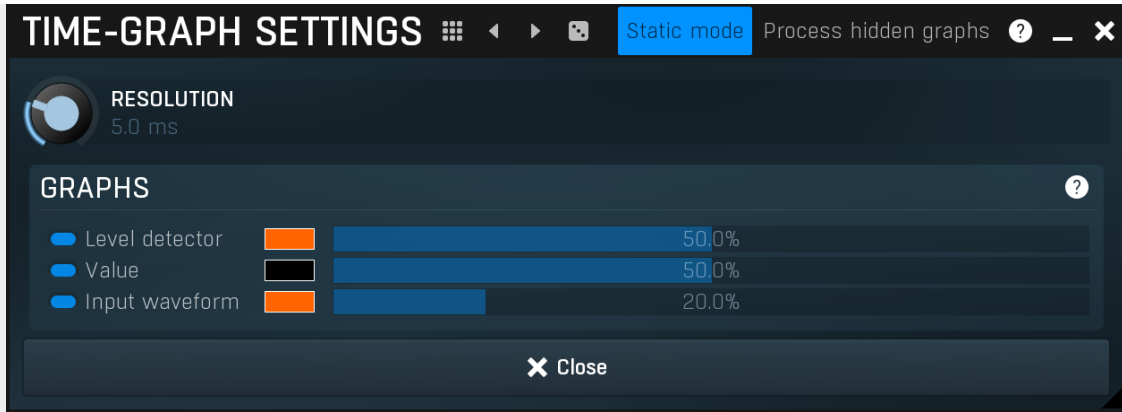 TIME-GRAPH SETTINGS Static mode Process hidden graphs ?
RESOLUTION
5.0 ms
GRAPHS ?
Level detector 50.0%
Value 50.0%
Input waveform 20.0%
Close